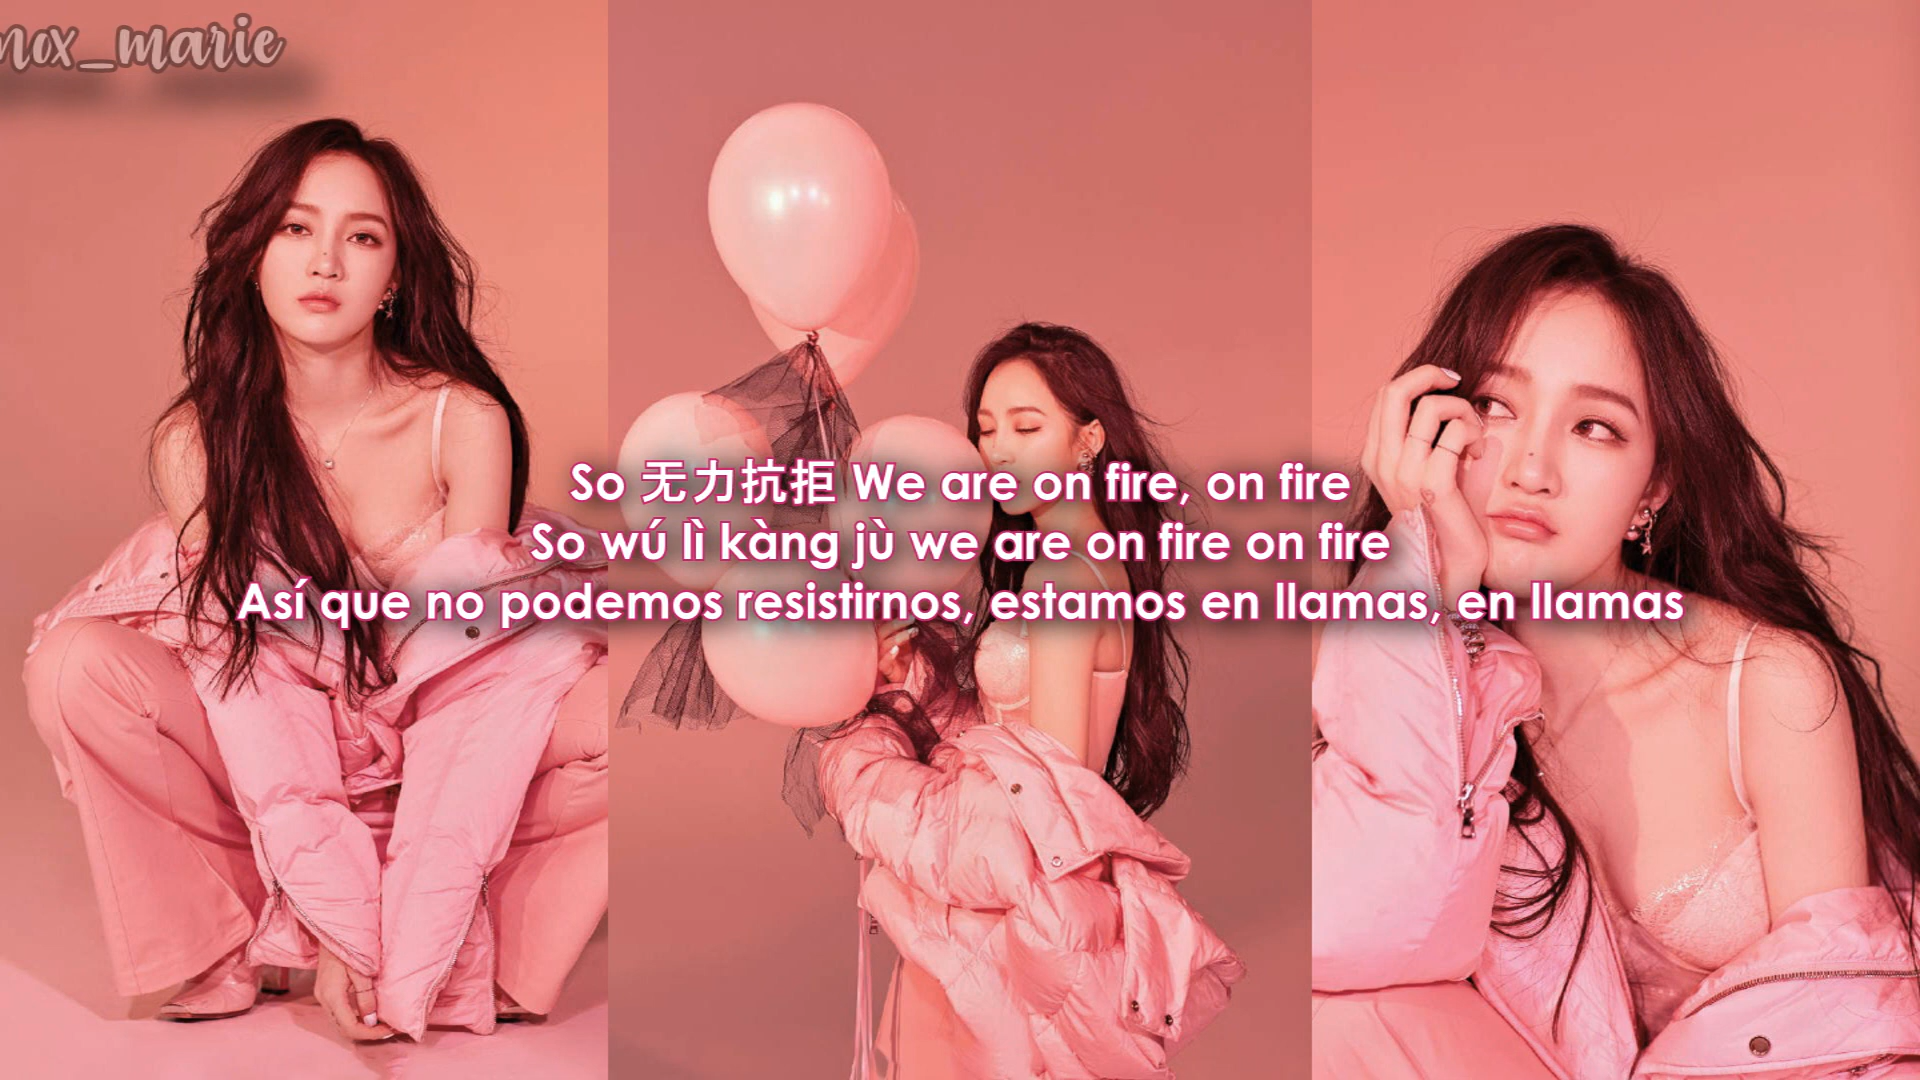 nox_marie
So 无力抗拒 We are on fire, on fire
So wú lì kàng jù we are on fire on fire
Así que no podemos resistirnos, estamos en llamas, en llamas